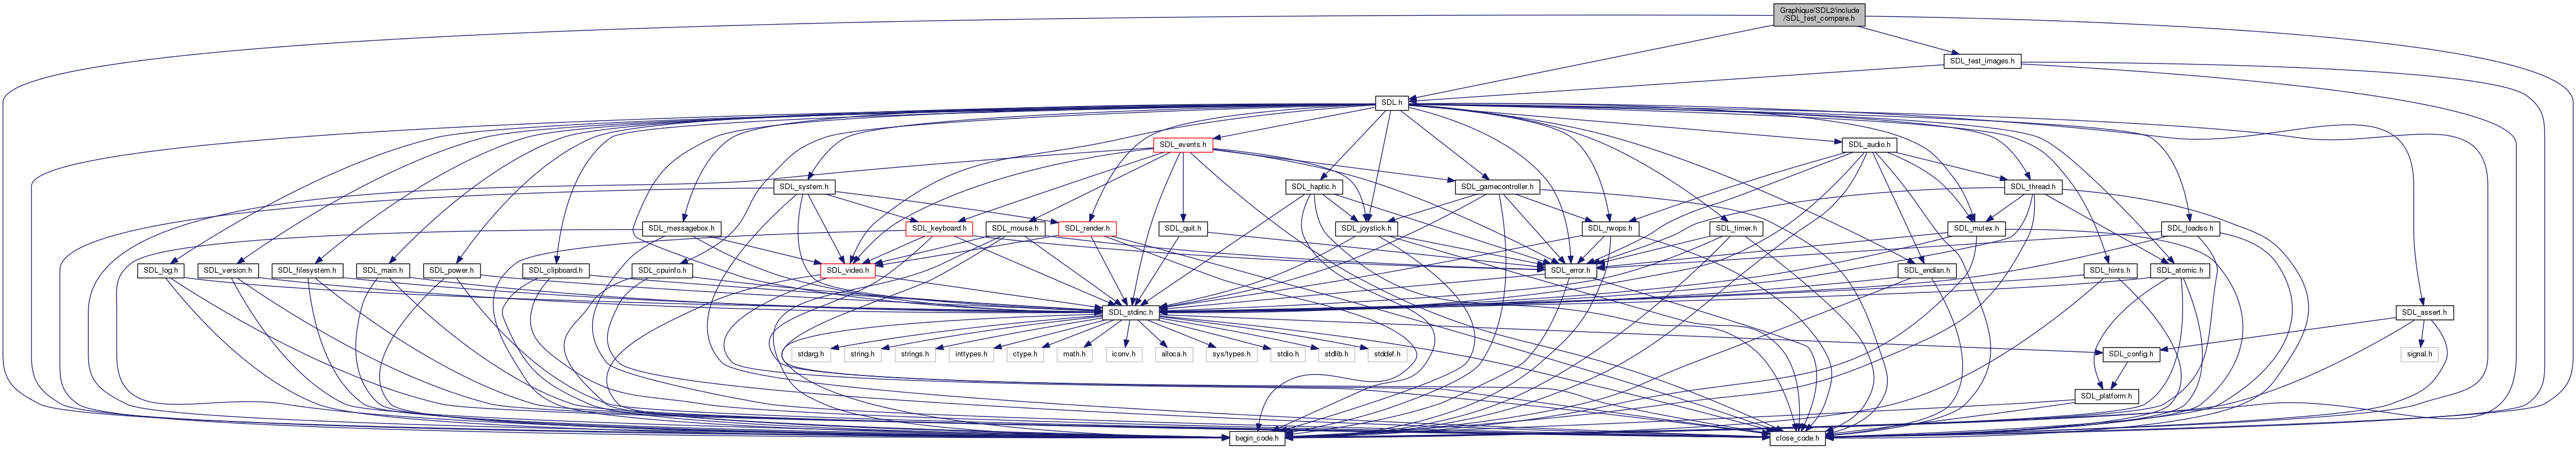 Graphique/SDL2/include
/SDL_test_compare.h
SDL_test_images.h
SDL.h
SDL_events.h
SDL_audio.h
SDL_system.h
SDL_haptic.h
SDL_gamecontroller.h
SDL_thread.h
SDL_messagebox.h
SDL_keyboard.h
SDL_mouse.h
SDL_render.h
SDL_quit.h
SDL_joystick.h
SDL_rwops.h
SDL_timer.h
SDL_mutex.h
SDL_loadso.h
SDL_log.h
SDL_version.h
SDL_filesystem.h
SDL_main.h
SDL_power.h
SDL_clipboard.h
SDL_cpuinfo.h
SDL_video.h
SDL_error.h
SDL_endian.h
SDL_hints.h
SDL_atomic.h
SDL_stdinc.h
SDL_assert.h
stdarg.h
string.h
strings.h
inttypes.h
ctype.h
math.h
iconv.h
alloca.h
sys/types.h
stdio.h
stdlib.h
stddef.h
SDL_config.h
signal.h
SDL_platform.h
begin_code.h
close_code.h